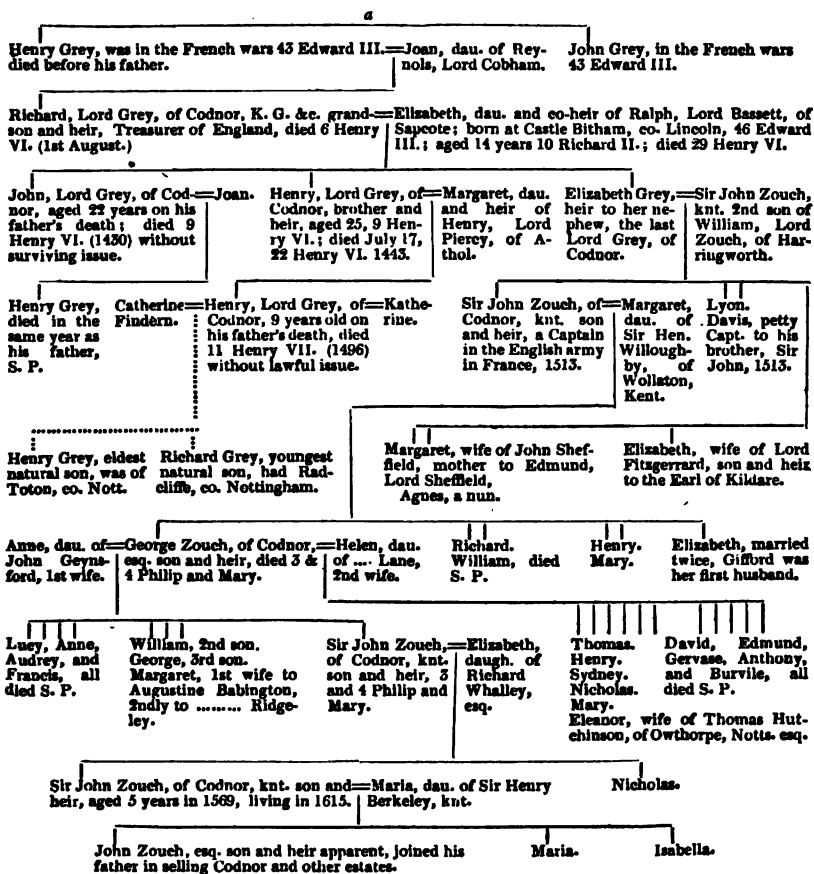 a
Henry Grey, was in the French wars 43 Edward III.=Joan, dau. of Rey-
died before his father. nols, Lord Cobham.
John Grey, in the French wars
43 Edward III.
Richard, Lord Grey, of Codnor, K. G. &c. grand-=Elizabeth, dau. and co-heir of Ralph, Lord Bassett, of
son and heir, Treasurer of England, died 6 Henry Sapcote; born at Castle Bitham, co. Lincoln, 46 Edward
VI. (1st August.) III.; aged 14 years 10 Richard II.; died 29 Henry VI.
John, Lord Grey, of Cod-=Joan.
nor, aged 22 years on his
father's death; died 9
Henry VI. (1430) without
surviving issue.
Henry, Lord Grey, of=
Codnor, brother and
heir, aged 25, 9 Hen-
ry VI.; died July 17,
22 Henry VI. 1443.
Margaret, dau.
and heir of
Henry, Lord
Piercy, of A-
thol.
Elizabeth Grey,=
heir to her ne-
phew, the last
Lord Grey, of
Codnor.
Sir John Zouch,
knt. 2nd son of
William, Lord
Zouch, of Har-
riugworth.
Henry Grey,
died in the
same year as
his father,
S. P.
Catherine=
Findern.
Henry, Lord Grey, of=
Codnor, 9 years old on
his father's death, died
11 Henry VII. (1496)
without lawful issue.
Kathe-
rine.
Sir John Zouch, of=
Codnor, knt. son
and heir, a Captain
in the English army
in France, 1513.
Margaret,
dau. of
Sir Hen.
Willough-
by, of
Wollaton,
Kent.
Lyon.
Davis, petty
Capt. to his
brother, Sir
John, 1513.
Henry Grey, eldest
natural son, was of
Toton, co. Nott.
Richard Grey, youngest
natural son, had Rad-
cliffe, co. Nottingham.
Margaret, wife of John Shef-
field, mother to Edmund,
Lord Sheffield,
Agnes, a nun.
Elizabeth, wife of Lord
Fitzgerrard, son and heir
to the Earl of Kildare.
Anne, dau. of=
John Geyns-
ford, 1st wife.
George Zouch, of Codnor,=
esq. son and heir, died 3 &
4 Philip and Mary.
Helen, dau.
of .... Lane,
2nd wife.
Richard.
William, died
S. P.
Henry.
Mary.
Elizabeth, married
twice, Gifford was
her first husband.
Lucy, Anne,
Audrey, and
Francis, all
died S. P.
William, 2nd son.
George, 3rd son.
Margaret, 1st wife to
Augustine Babington,
2ndly to ......... Ridge-
ley.
Sir John Zouch,=
of Codnor, knt.
son and heir, 3
and 4 Philip and
Mary.
Elizabeth,
daugh. of
Richard
Whalley,
esq.
Thomas.
Henry.
Sydney.
Nicholas.
Mary.
Eleanor, wife of Thomas Hut-
chinson, of Owthorpe, Notts. esq.
David, Edmund,
Gervase, Anthony,
and Burvile, all
died S. P.
Sir John Zouch, of Codnor, knt. son and=Maria, dau. of Sir Henry
heir, aged 5 years in 1569, living in 1615. Berkeley, knt.
Nicholas.
John Zouch, esq. son and heir apparent, joined his
father in selling Codnor and other estates.
Maria.
Isabella.